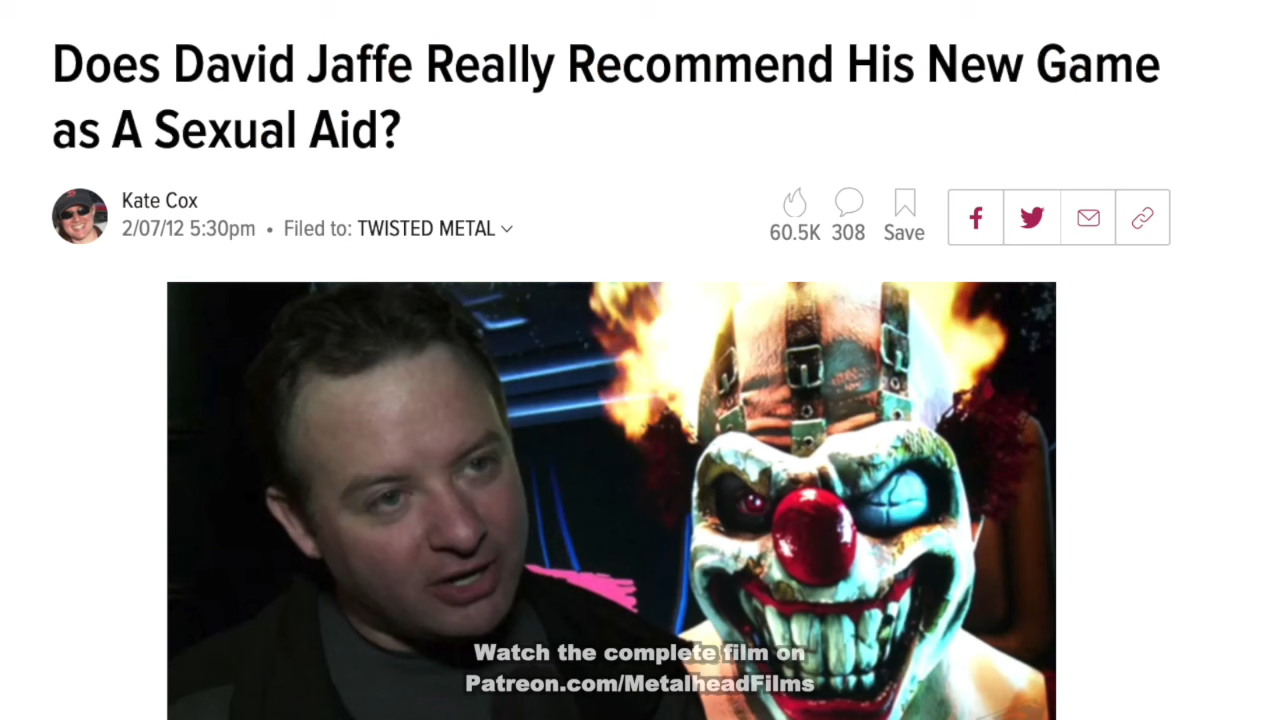 Does David Jaffe Really Recommend His New Game
as A Sexual Aid?
Kate Cox
2/07/12 5:30pm • Filed to: TWISTED METAL
60.5K 308 Save
Watch the complete film on
Patreon.com/MetalheadFilms